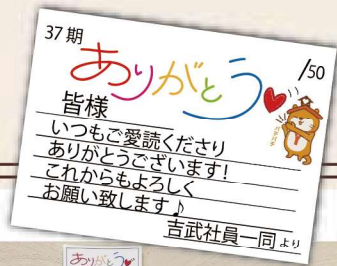 37期
ありがとう
/50
皆様
いつもご愛読くださり
ありがとうございます!
これからもよろしく
お願い致します♪
吉武社員一同より
ありがとう